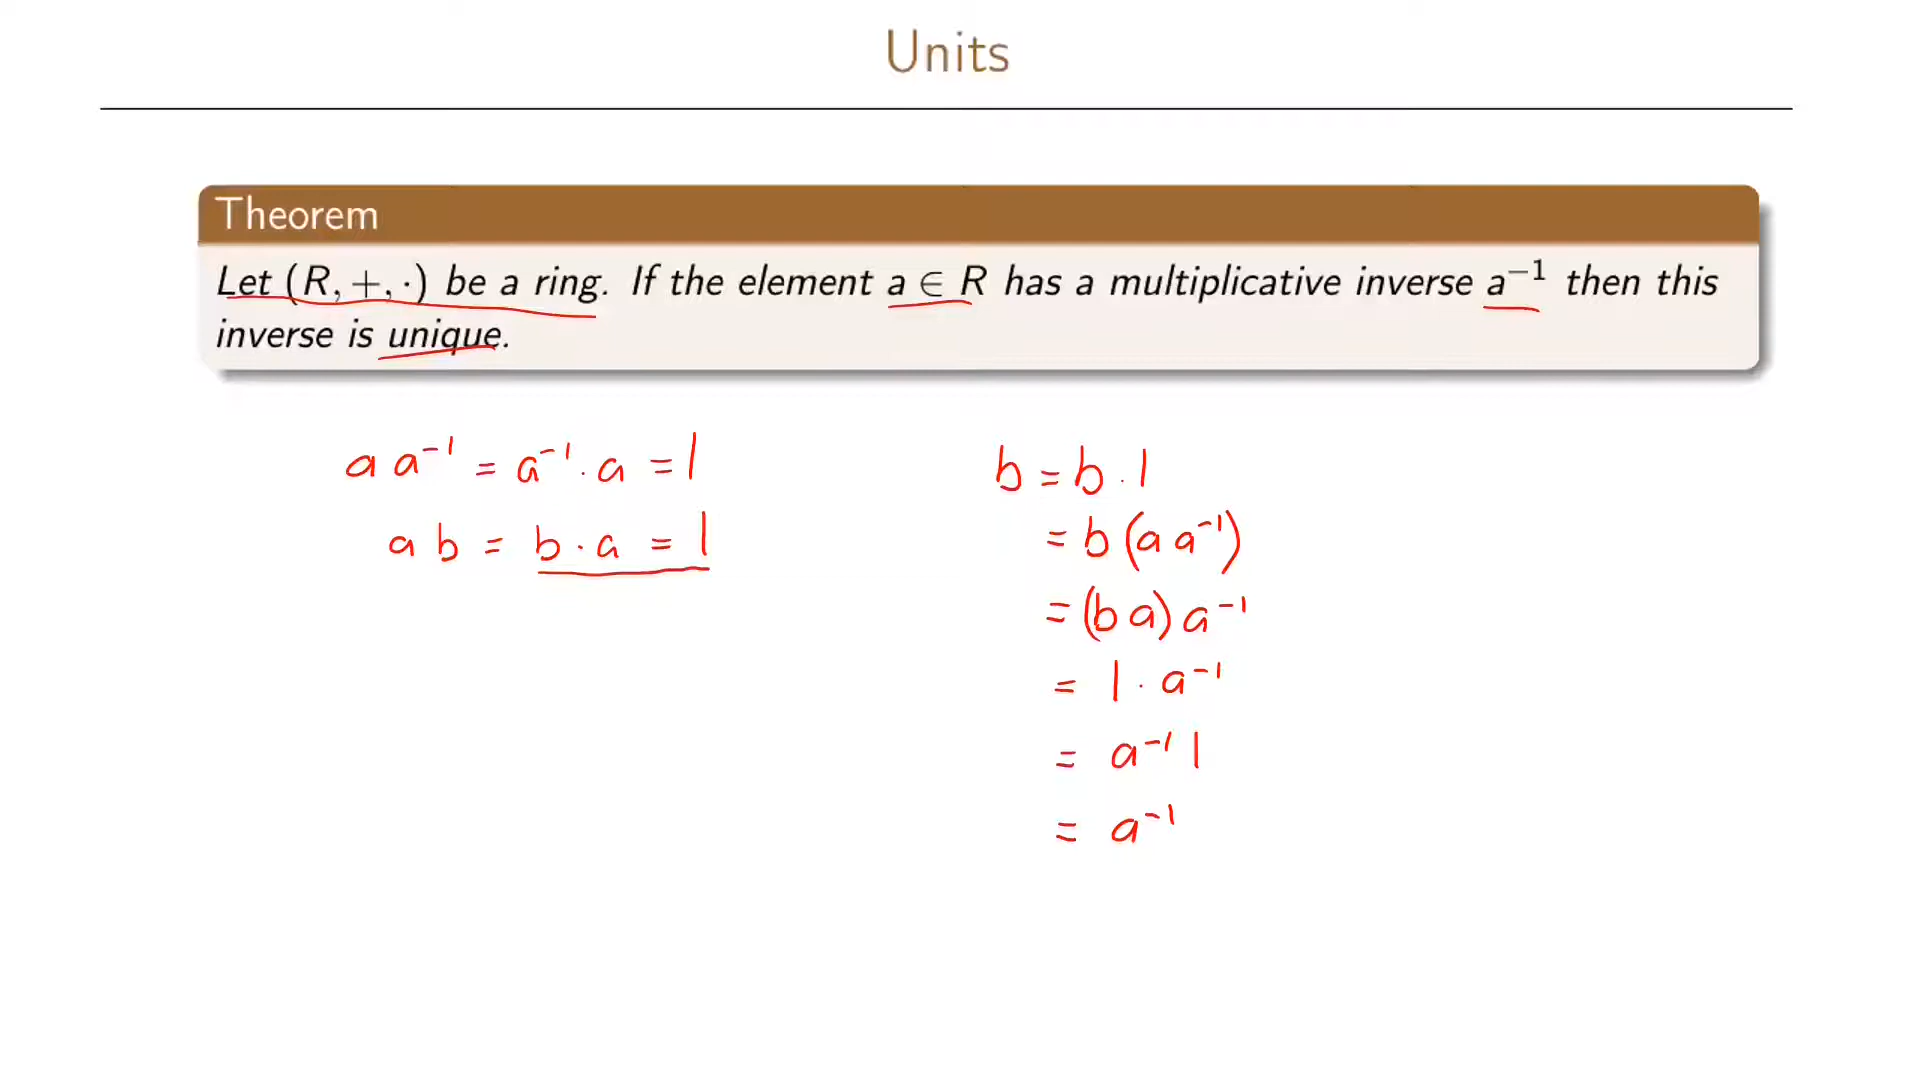 Units
Theorem
Let (R, +, ·) be a ring. If the element a ∈ R has a multiplicative inverse a⁻¹ then this
inverse is unique.
a a⁻¹ = a⁻¹ · a = 1
a b = b · a = 1
b = b · 1
= b (a a⁻¹)
= (b a) a⁻¹
= 1 · a⁻¹
= a⁻¹ 1
= a⁻¹